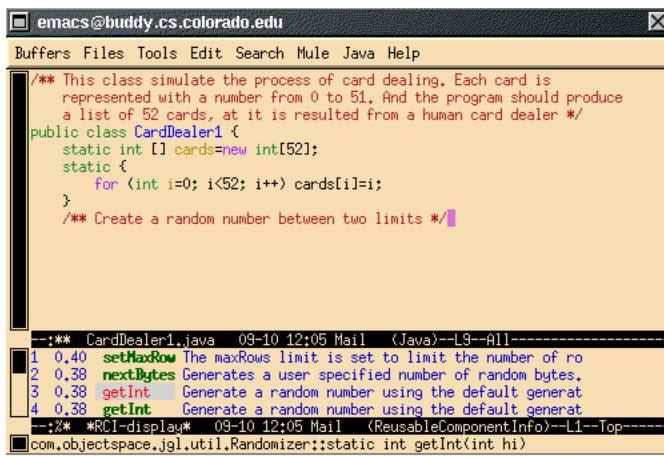 emacs@buddy.cs.colorado.edu
Buffers Files Tools Edit Search Mule Java Help
/** This class simulate the process of card dealing. Each card is
represented with a number from 0 to 51. And the program should produce
a list of 52 cards, at it is resulted from a human card dealer */
public class CardDealer1 {
static int [] cards=new int[52];
static {
for (int i=0; i<52; i++) cards[i]=i;
}
/** Create a random number between two limits */
--:** CardDealer1.java 09-10 12:05 Mail (Java)--L9--All----------------
1 0.40 setMaxRow The maxRows limit is set to limit the number of ro
2 0.38 nextBytes Generates a user specified number of random bytes.
3 0.38 getInt Generate a random number using the default generat
4 0.38 getInt Generate a random number using the default generat
--:%* *RCI-display* 09-10 12:05 Mail (ReusableComponentInfo)--L1--Top-----
com.objectspace.jgl.util.Randomizer::static int getInt(int hi)